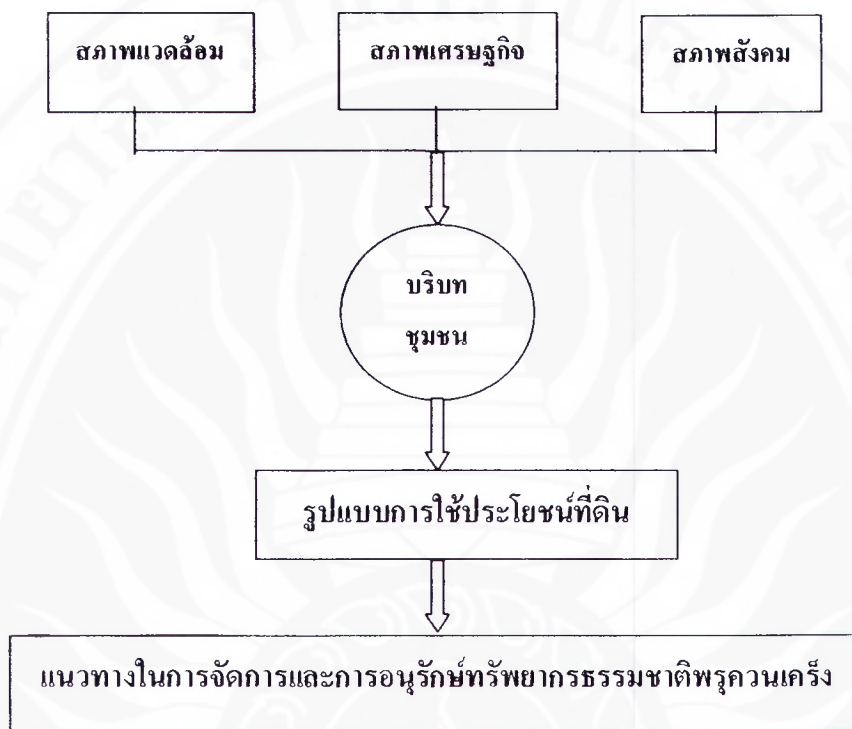 สภาพแวดล้อม
สภาพเศรษฐกิจ
สภาพสังคม
บริบท
ชุมชน
รูปแบบการใช้ประโยชน์ที่ดิน
แนวทางในการจัดการและการอนุรักษ์ทรัพยากรธรรมชาติพรุควนเคร็ง